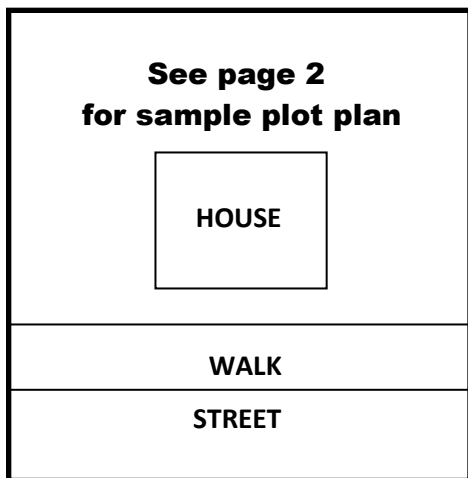 See page 2
for sample plot plan
HOUSE
WALK
STREET